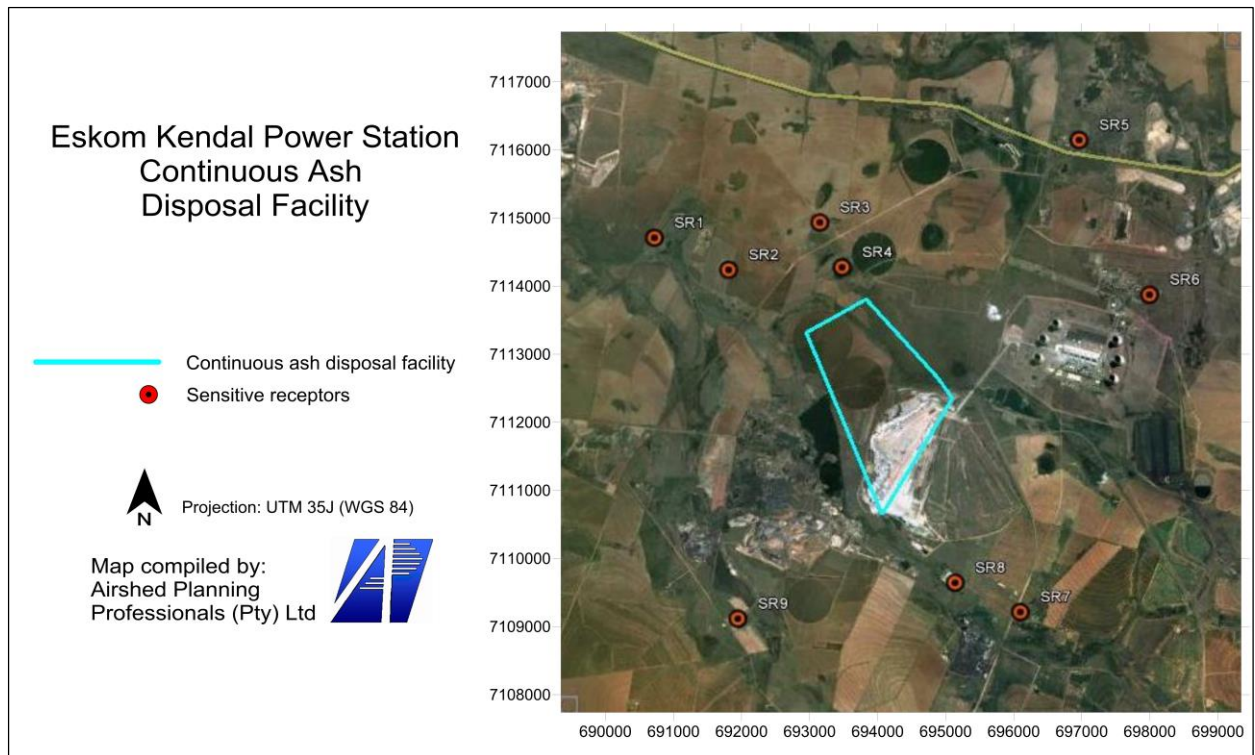 Eskom Kendal Power Station
Continuous Ash
Disposal Facility
Continuous ash disposal facility
Sensitive receptors
N
Projection: UTM 35J (WGS 84)
Map compiled by:
Airshed Planning
Professionals (Pty) Ltd
7117000
7116000
7115000
7114000
7113000
7112000
7111000
7110000
7109000
7108000
SR5
SR3
SR1
SR2
SR4
SR6
SR8
SR7
SR9
690000 691000 692000 693000 694000 695000 696000 697000 698000 699000